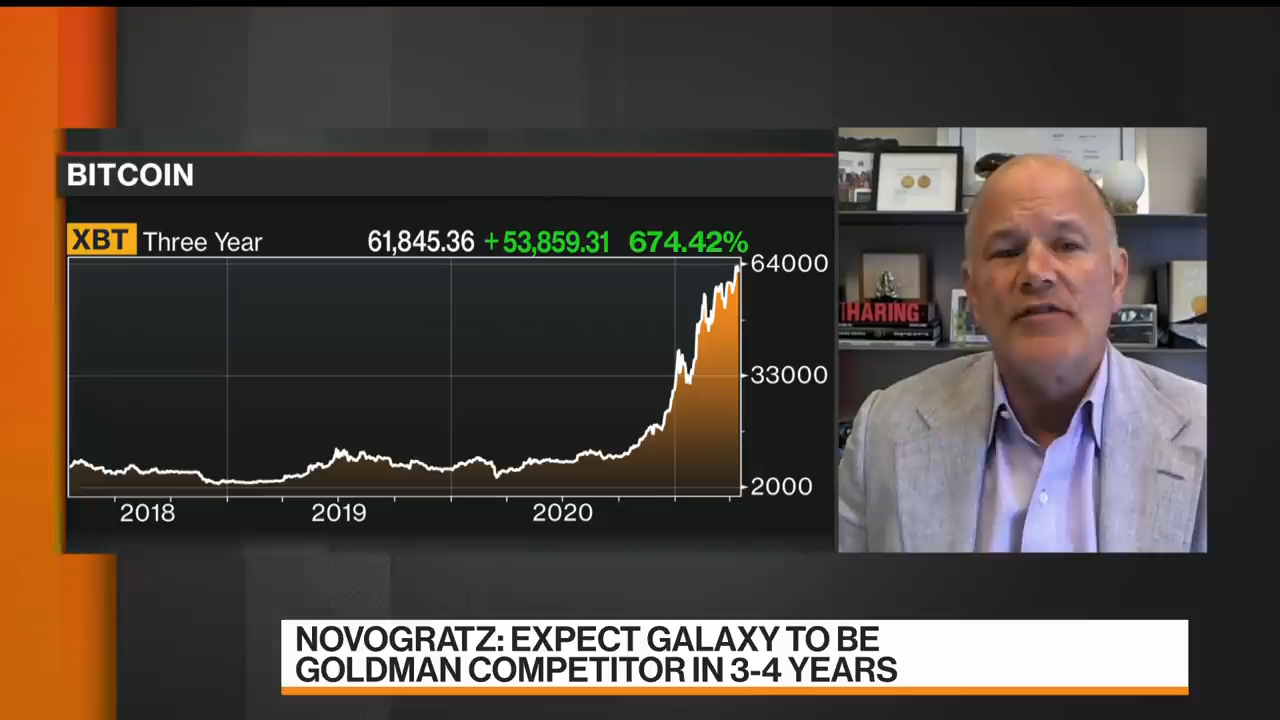 BITCOIN
XBT Three Year 61,845.36 +53,859.31 674.42%
64000
33000
2000
2018 2019 2020
HARING
NOVOGRATZ: EXPECT GALAXY TO BE
GOLDMAN COMPETITOR IN 3-4 YEARS